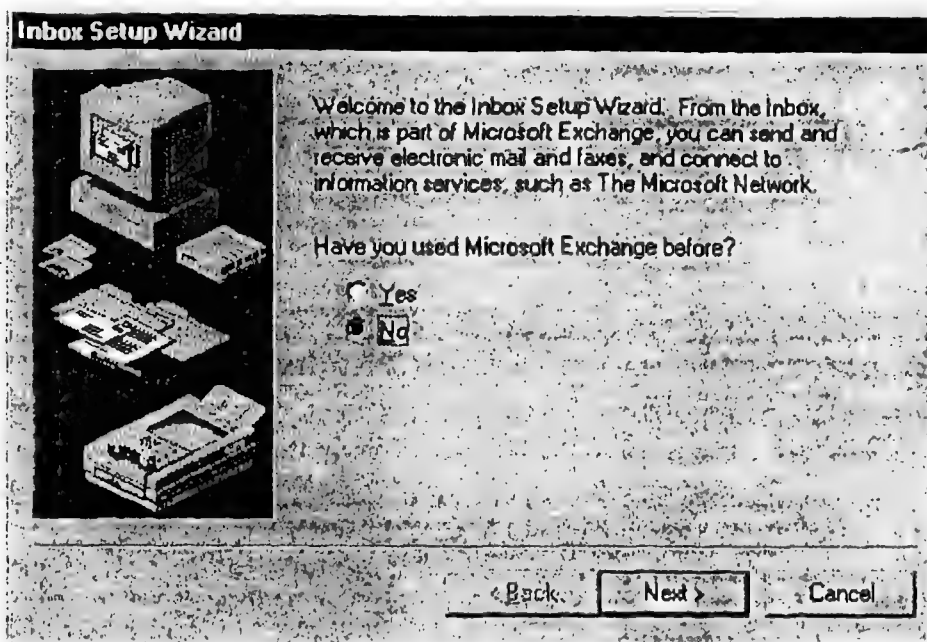 Inbox Setup Wizard
Welcome to the Inbox Setup Wizard. From the Inbox,
which is part of Microsoft Exchange, you can send and
receive electronic mail and faxes, and connect to
information services, such as The Microsoft Network.
Have you used Microsoft Exchange before?
Yes
No
< Back
Next >
Cancel